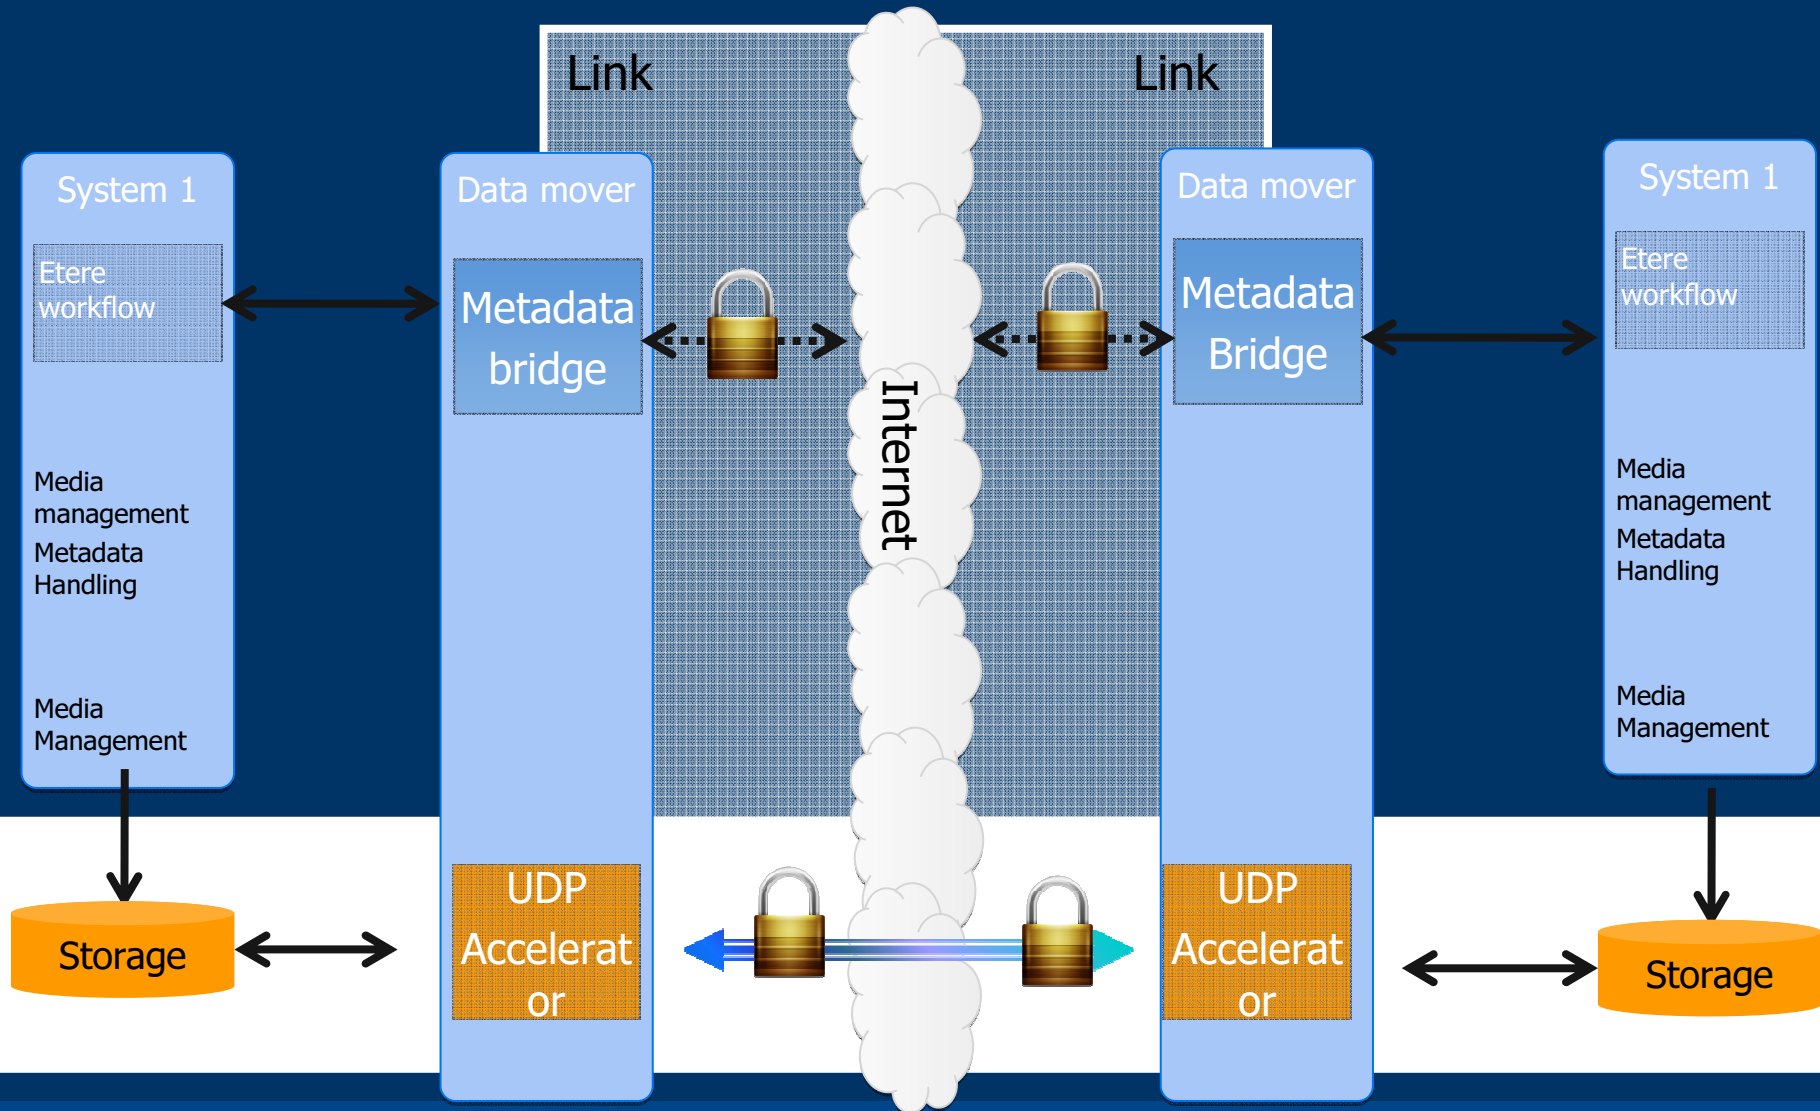 Link
Link
System 1
Etere
workflow
Media
management
Metadata
Handling
Media
Management
Storage
Data mover
Metadata
bridge
UDP
Accelerat
or
Internet
Data mover
Metadata
Bridge
UDP
Accelerat
or
System 1
Etere
workflow
Media
management
Metadata
Handling
Media
Management
Storage